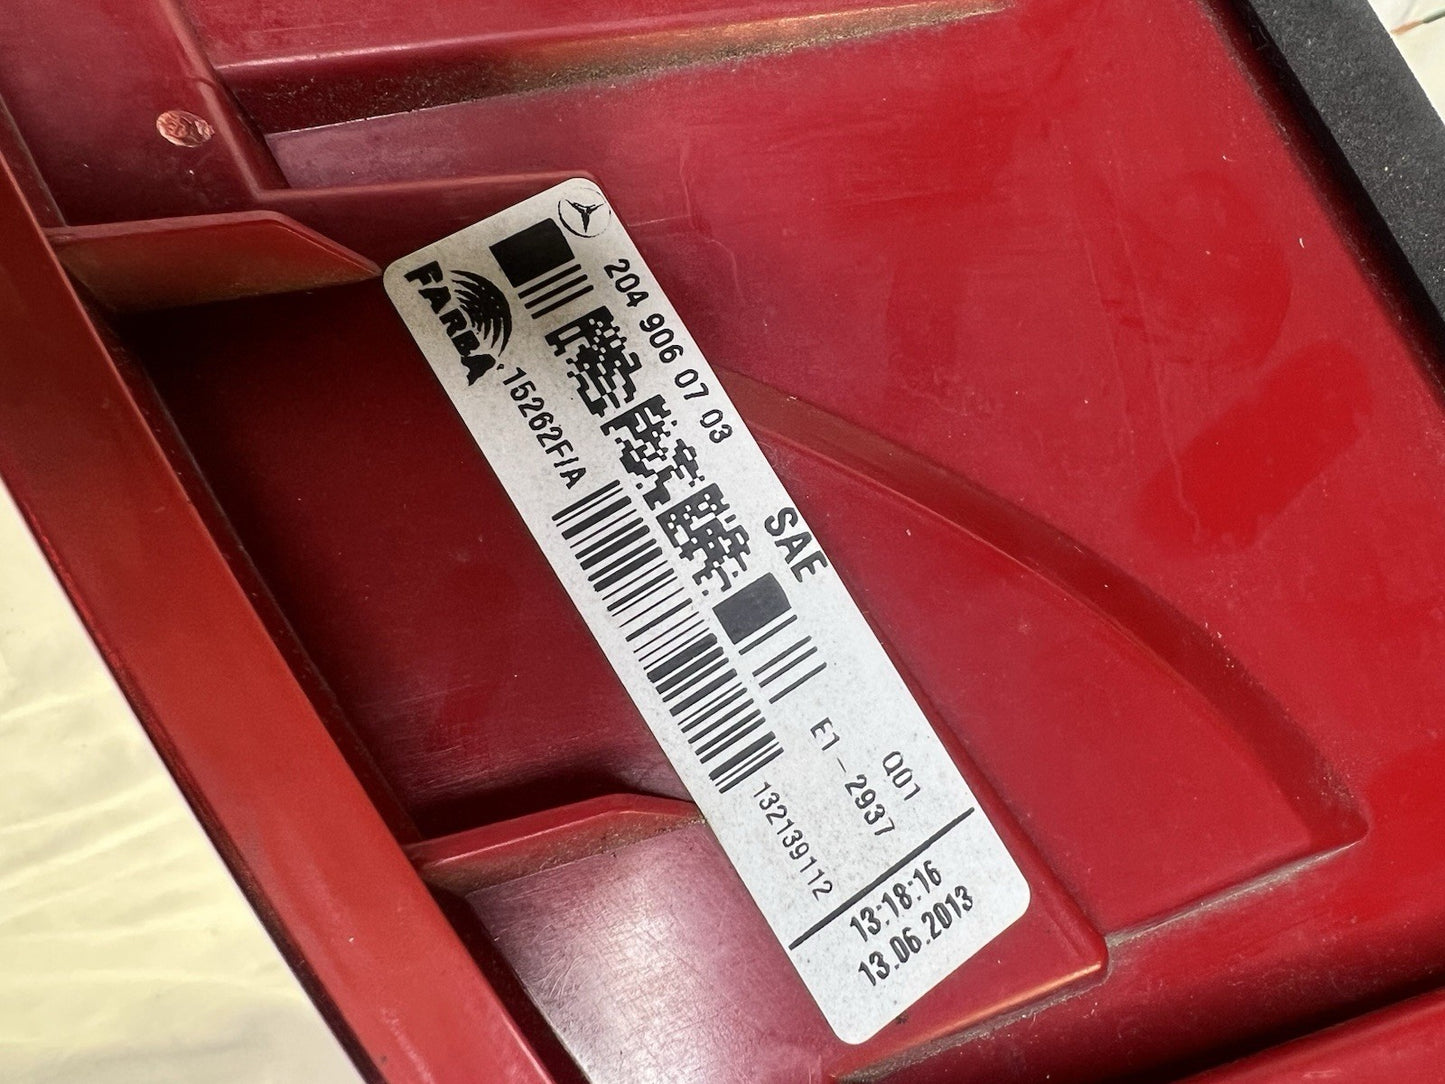 204 906 07 03
SAE
FARBA
15262F/A
Q01
E1-2937
132139112
13:18:16
13.06.2013